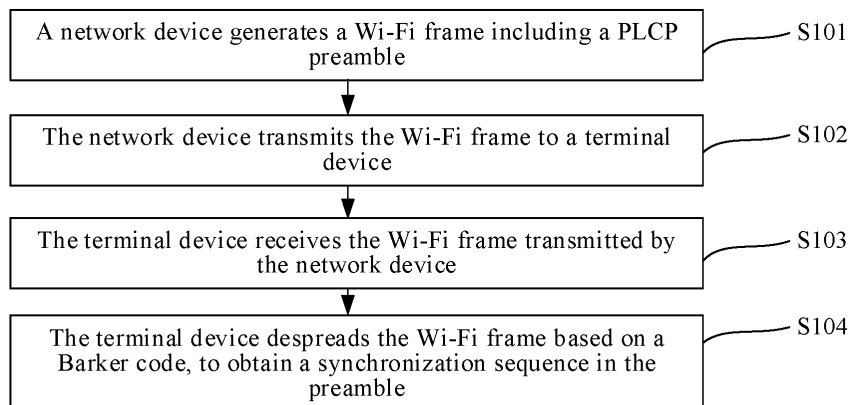 A network device generates a Wi-Fi frame including a PLCP
preamble
S101
The network device transmits the Wi-Fi frame to a terminal
device
S102
The terminal device receives the Wi-Fi frame transmitted by
the network device
S103
The terminal device despreads the Wi-Fi frame based on a
Barker code, to obtain a synchronization sequence in the
preamble
S104